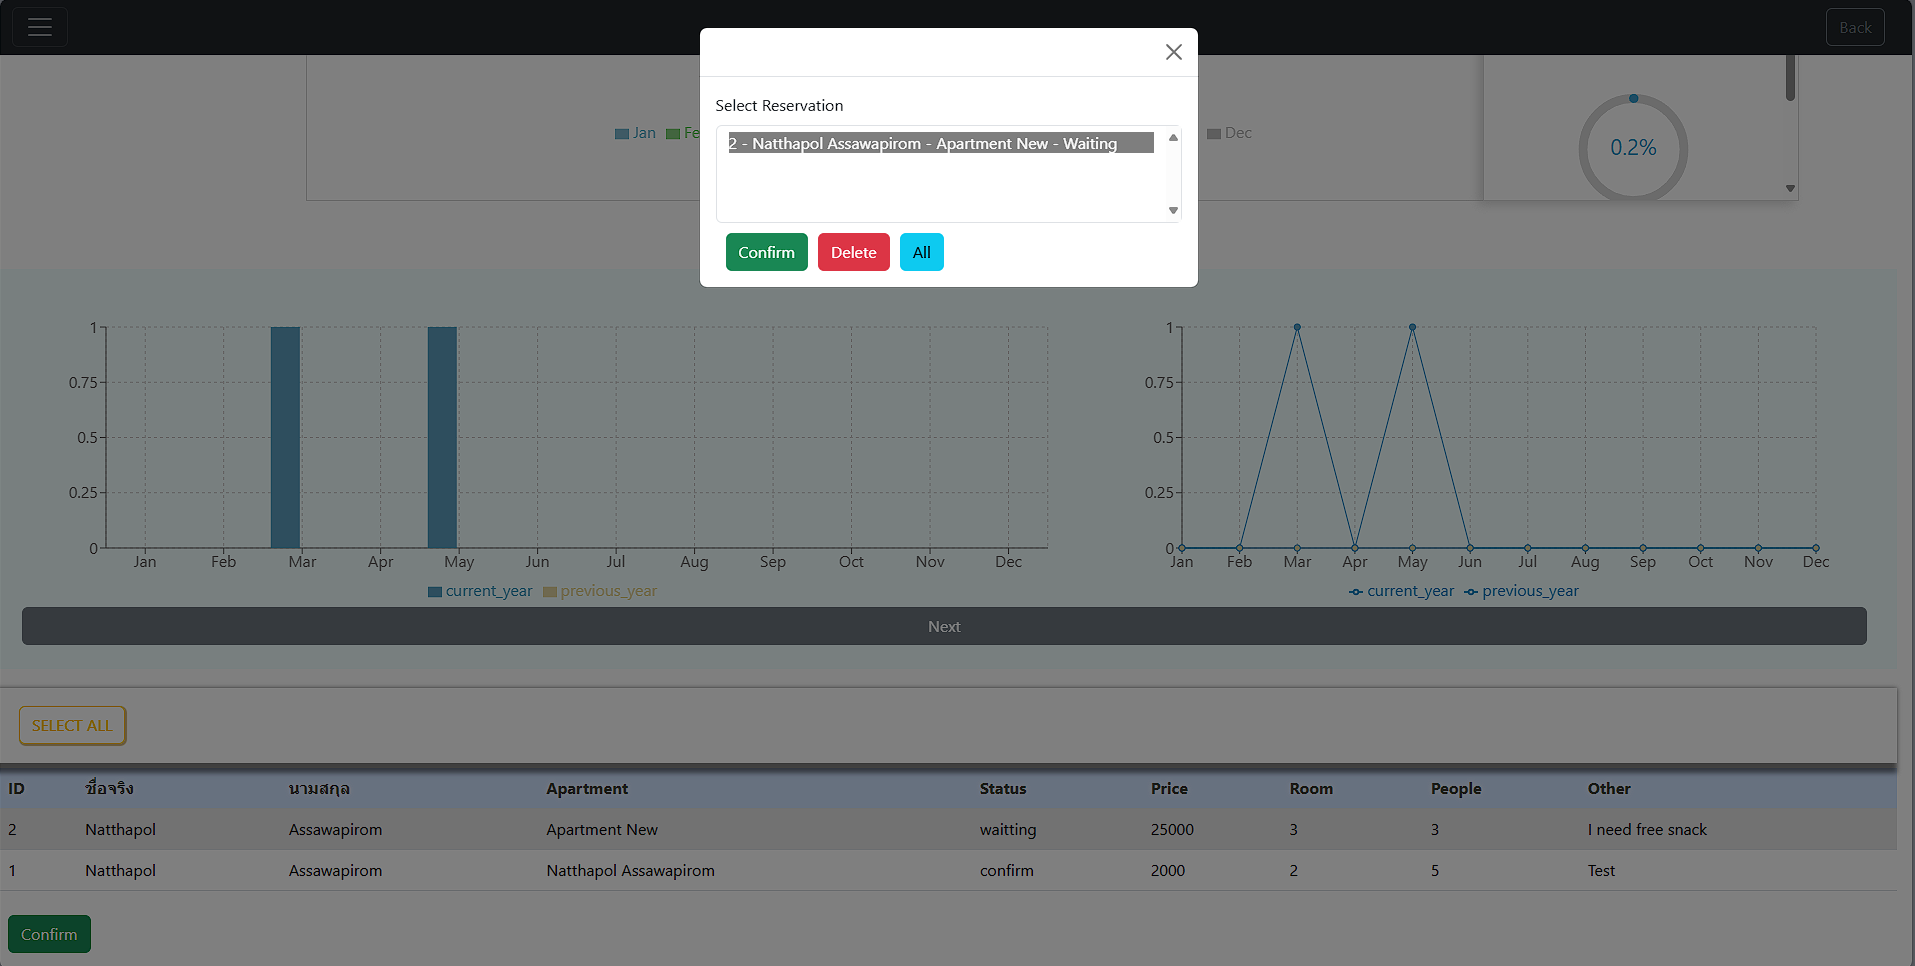 Back
Select Reservation
2 - Natthapol Assawapirom - Apartment New - Waiting
Confirm Delete All
Jan Fe Dec
0.2%
1
0.75
0.5
0.25
0
Jan Feb Mar Apr May Jun Jul Aug Sep Oct Nov Dec
current_year previous_year
1
0.75
0.5
0.25
0
Jan Feb Mar Apr May Jun Jul Aug Sep Oct Nov Dec
current_year previous_year
Next
SELECT ALL
ID ชื่อจริง นามสกุล Apartment Status Price Room People Other
2 Natthapol Assawapirom Apartment New waitting 25000 3 3 I need free snack
1 Natthapol Assawapirom Natthapol Assawapirom confirm 2000 2 5 Test
Confirm